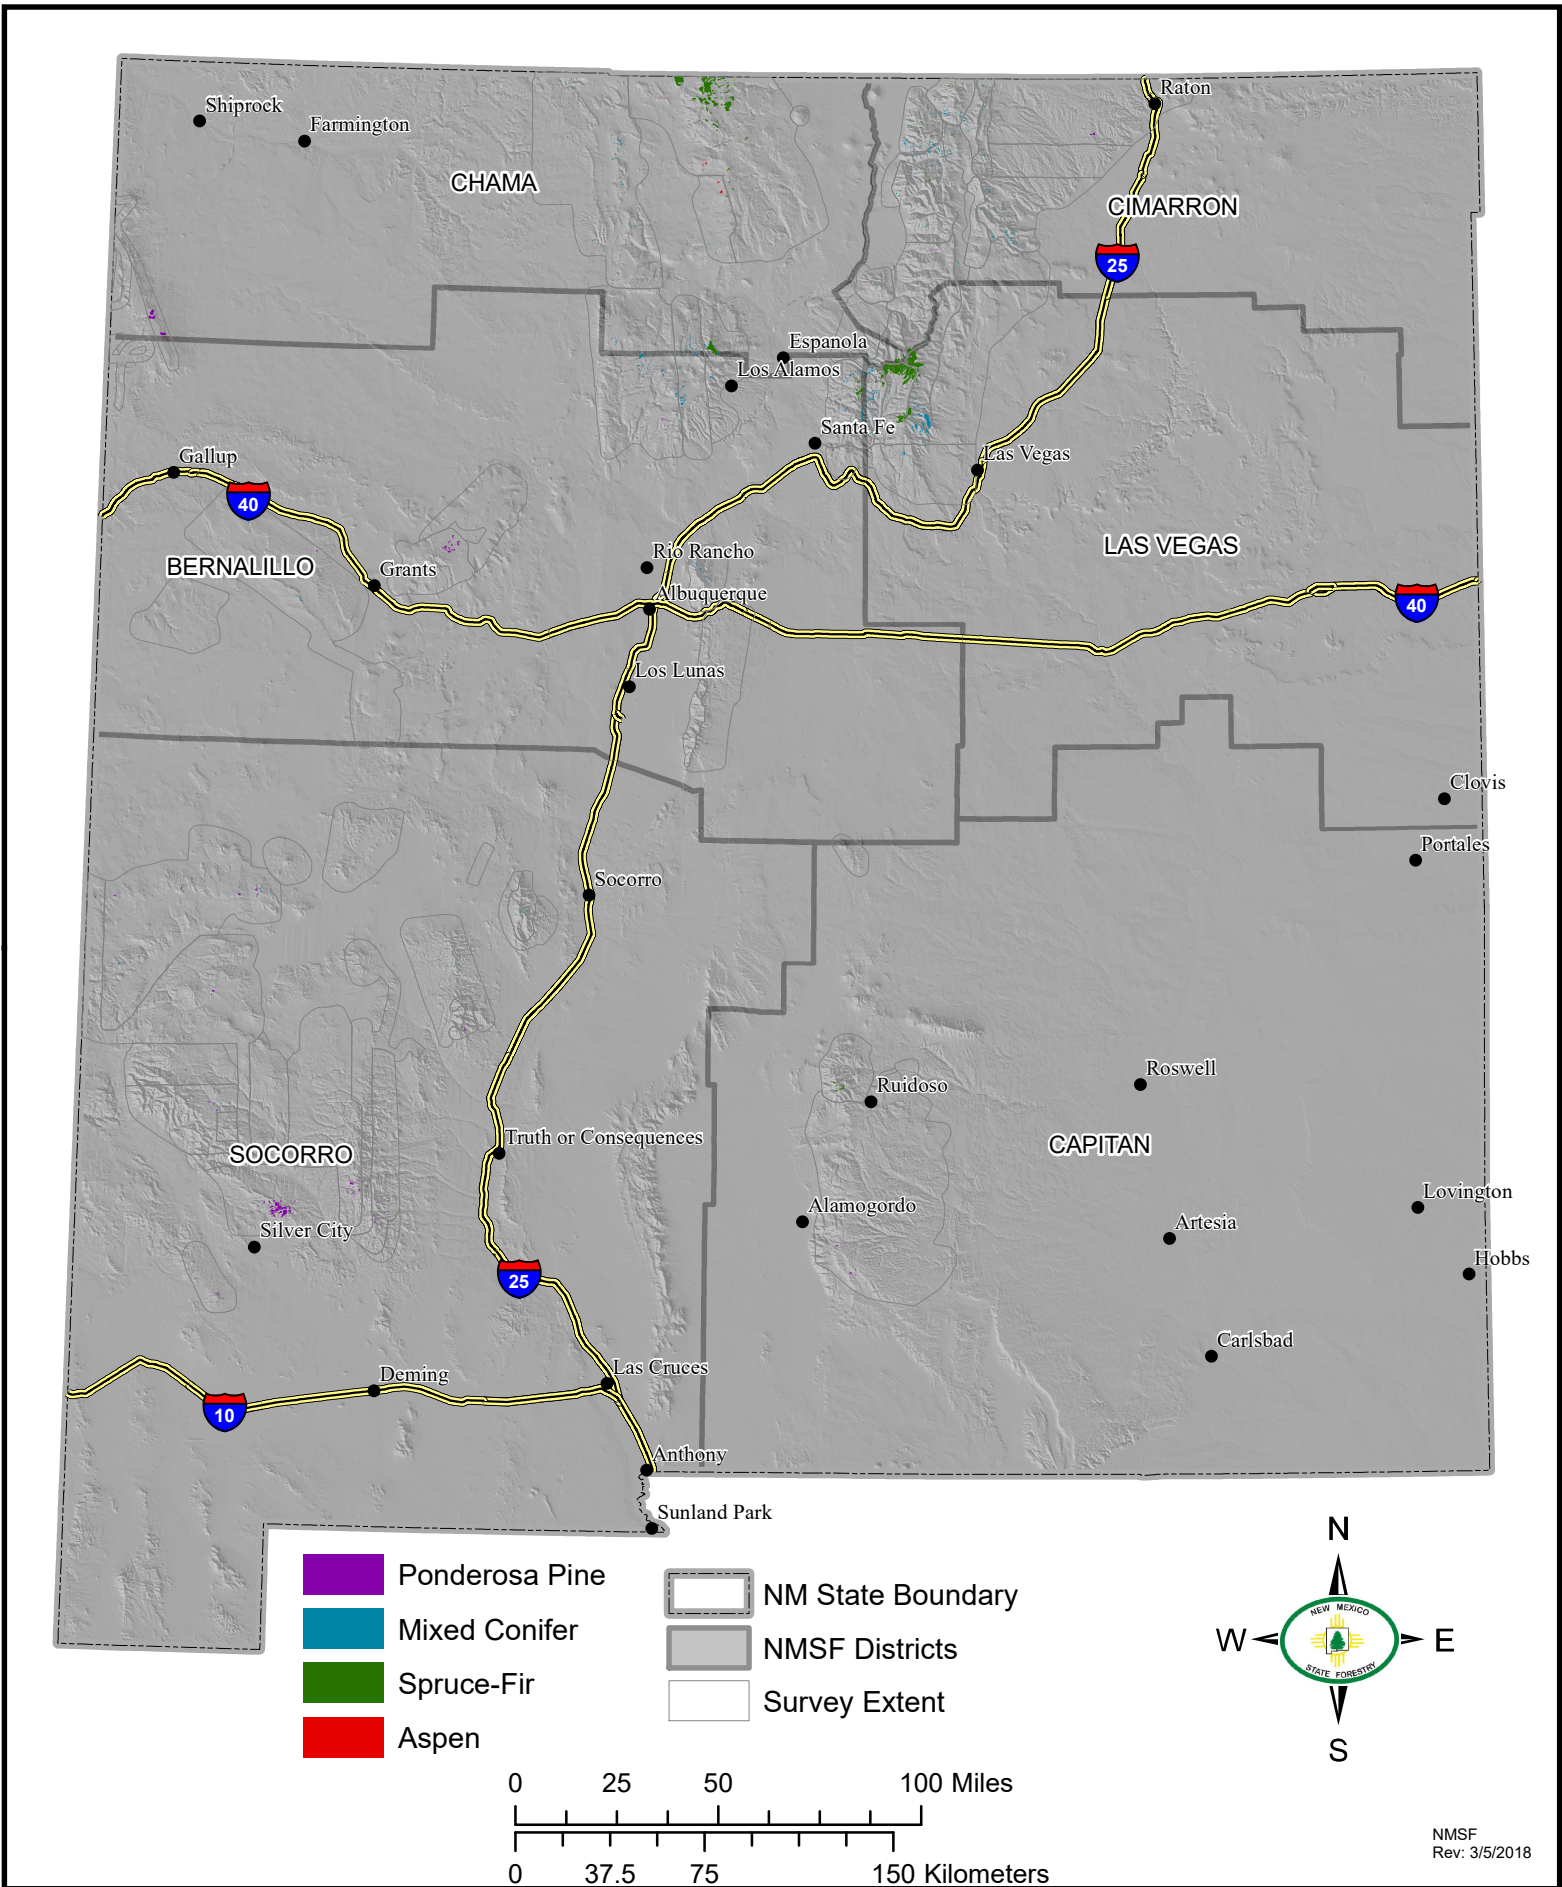 Raton
Shiprock
Farmington
CHAMA
CIMARRON
25
Espanola
Los Alamos
Santa Fe
Gallup
Las Vegas
40
LAS VEGAS
Rio Rancho
BERNALILLO
Grants
Albuquerque
40
Los Lunas
Clovis
Portales
Socorro
Roswell
Ruidoso
Truth or Consequences
CAPITAN
SOCORRO
Lovington
Alamogordo
Artesia
Silver City
Hobbs
25
Carlsbad
Las Cruces
Deming
10
Anthony
Sunland Park
Ponderosa Pine
Mixed Conifer
Spruce-Fir
Aspen
NM State Boundary
NMSF Districts
Survey Extent
N
NEW MEXICO
W
E
STATE FORESTRY
S
0 25 50 100 Miles
0 37.5 75 150 Kilometers
NMSF
Rev: 3/5/2018